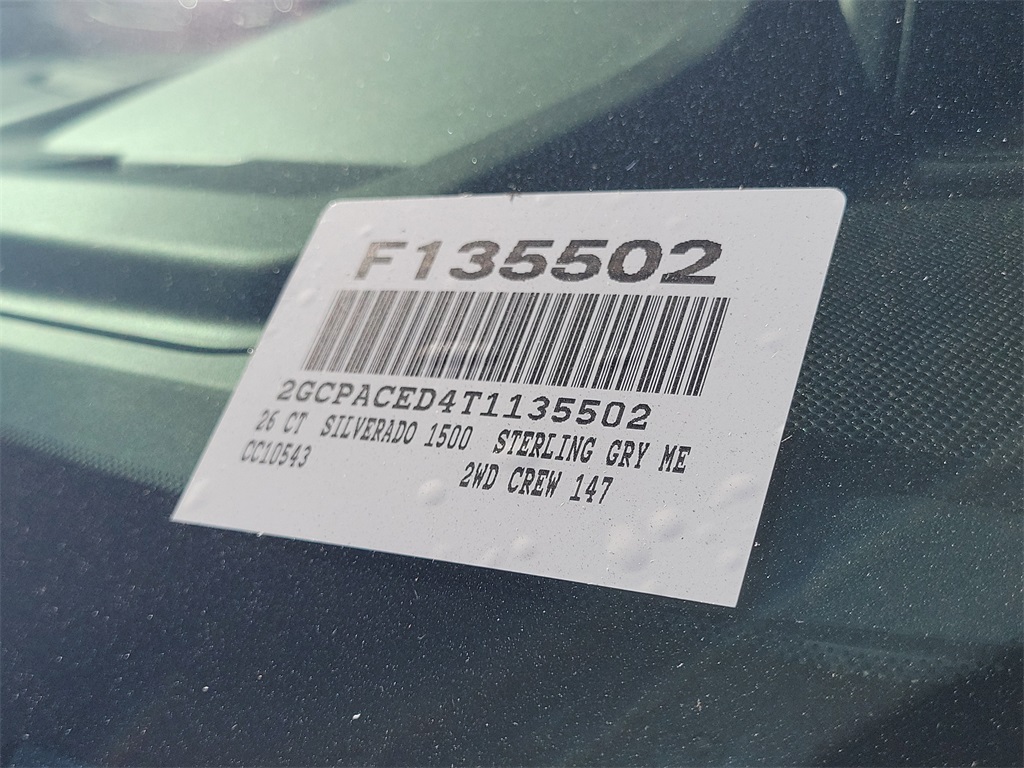 F135502
2GCPACED4T1135502
26 CT SILVERADO 1500 STERLING GRY ME
CC10543 2WD CREW 147